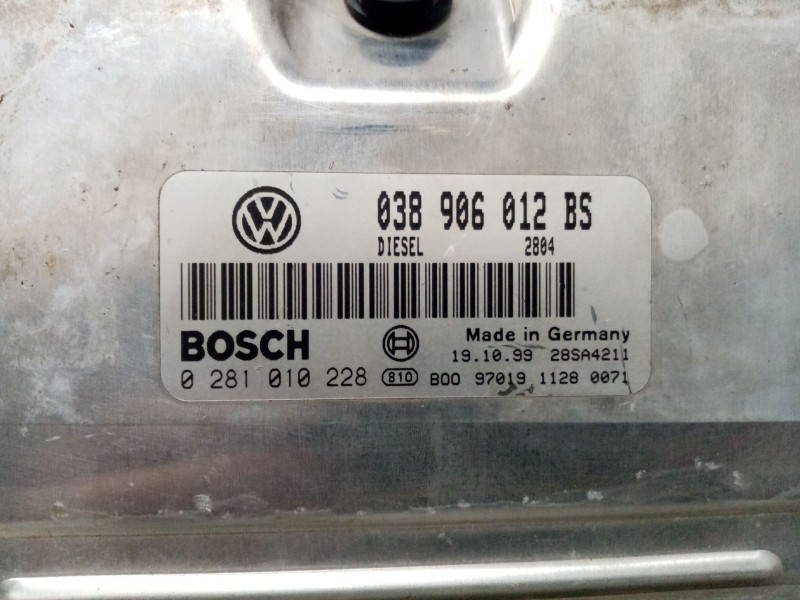 038 906 012 BS
DIESEL 2804
BOSCH
Made in Germany
19.10.99 28SA4211
0 281 010 228 810 B00 97019 1128 0071